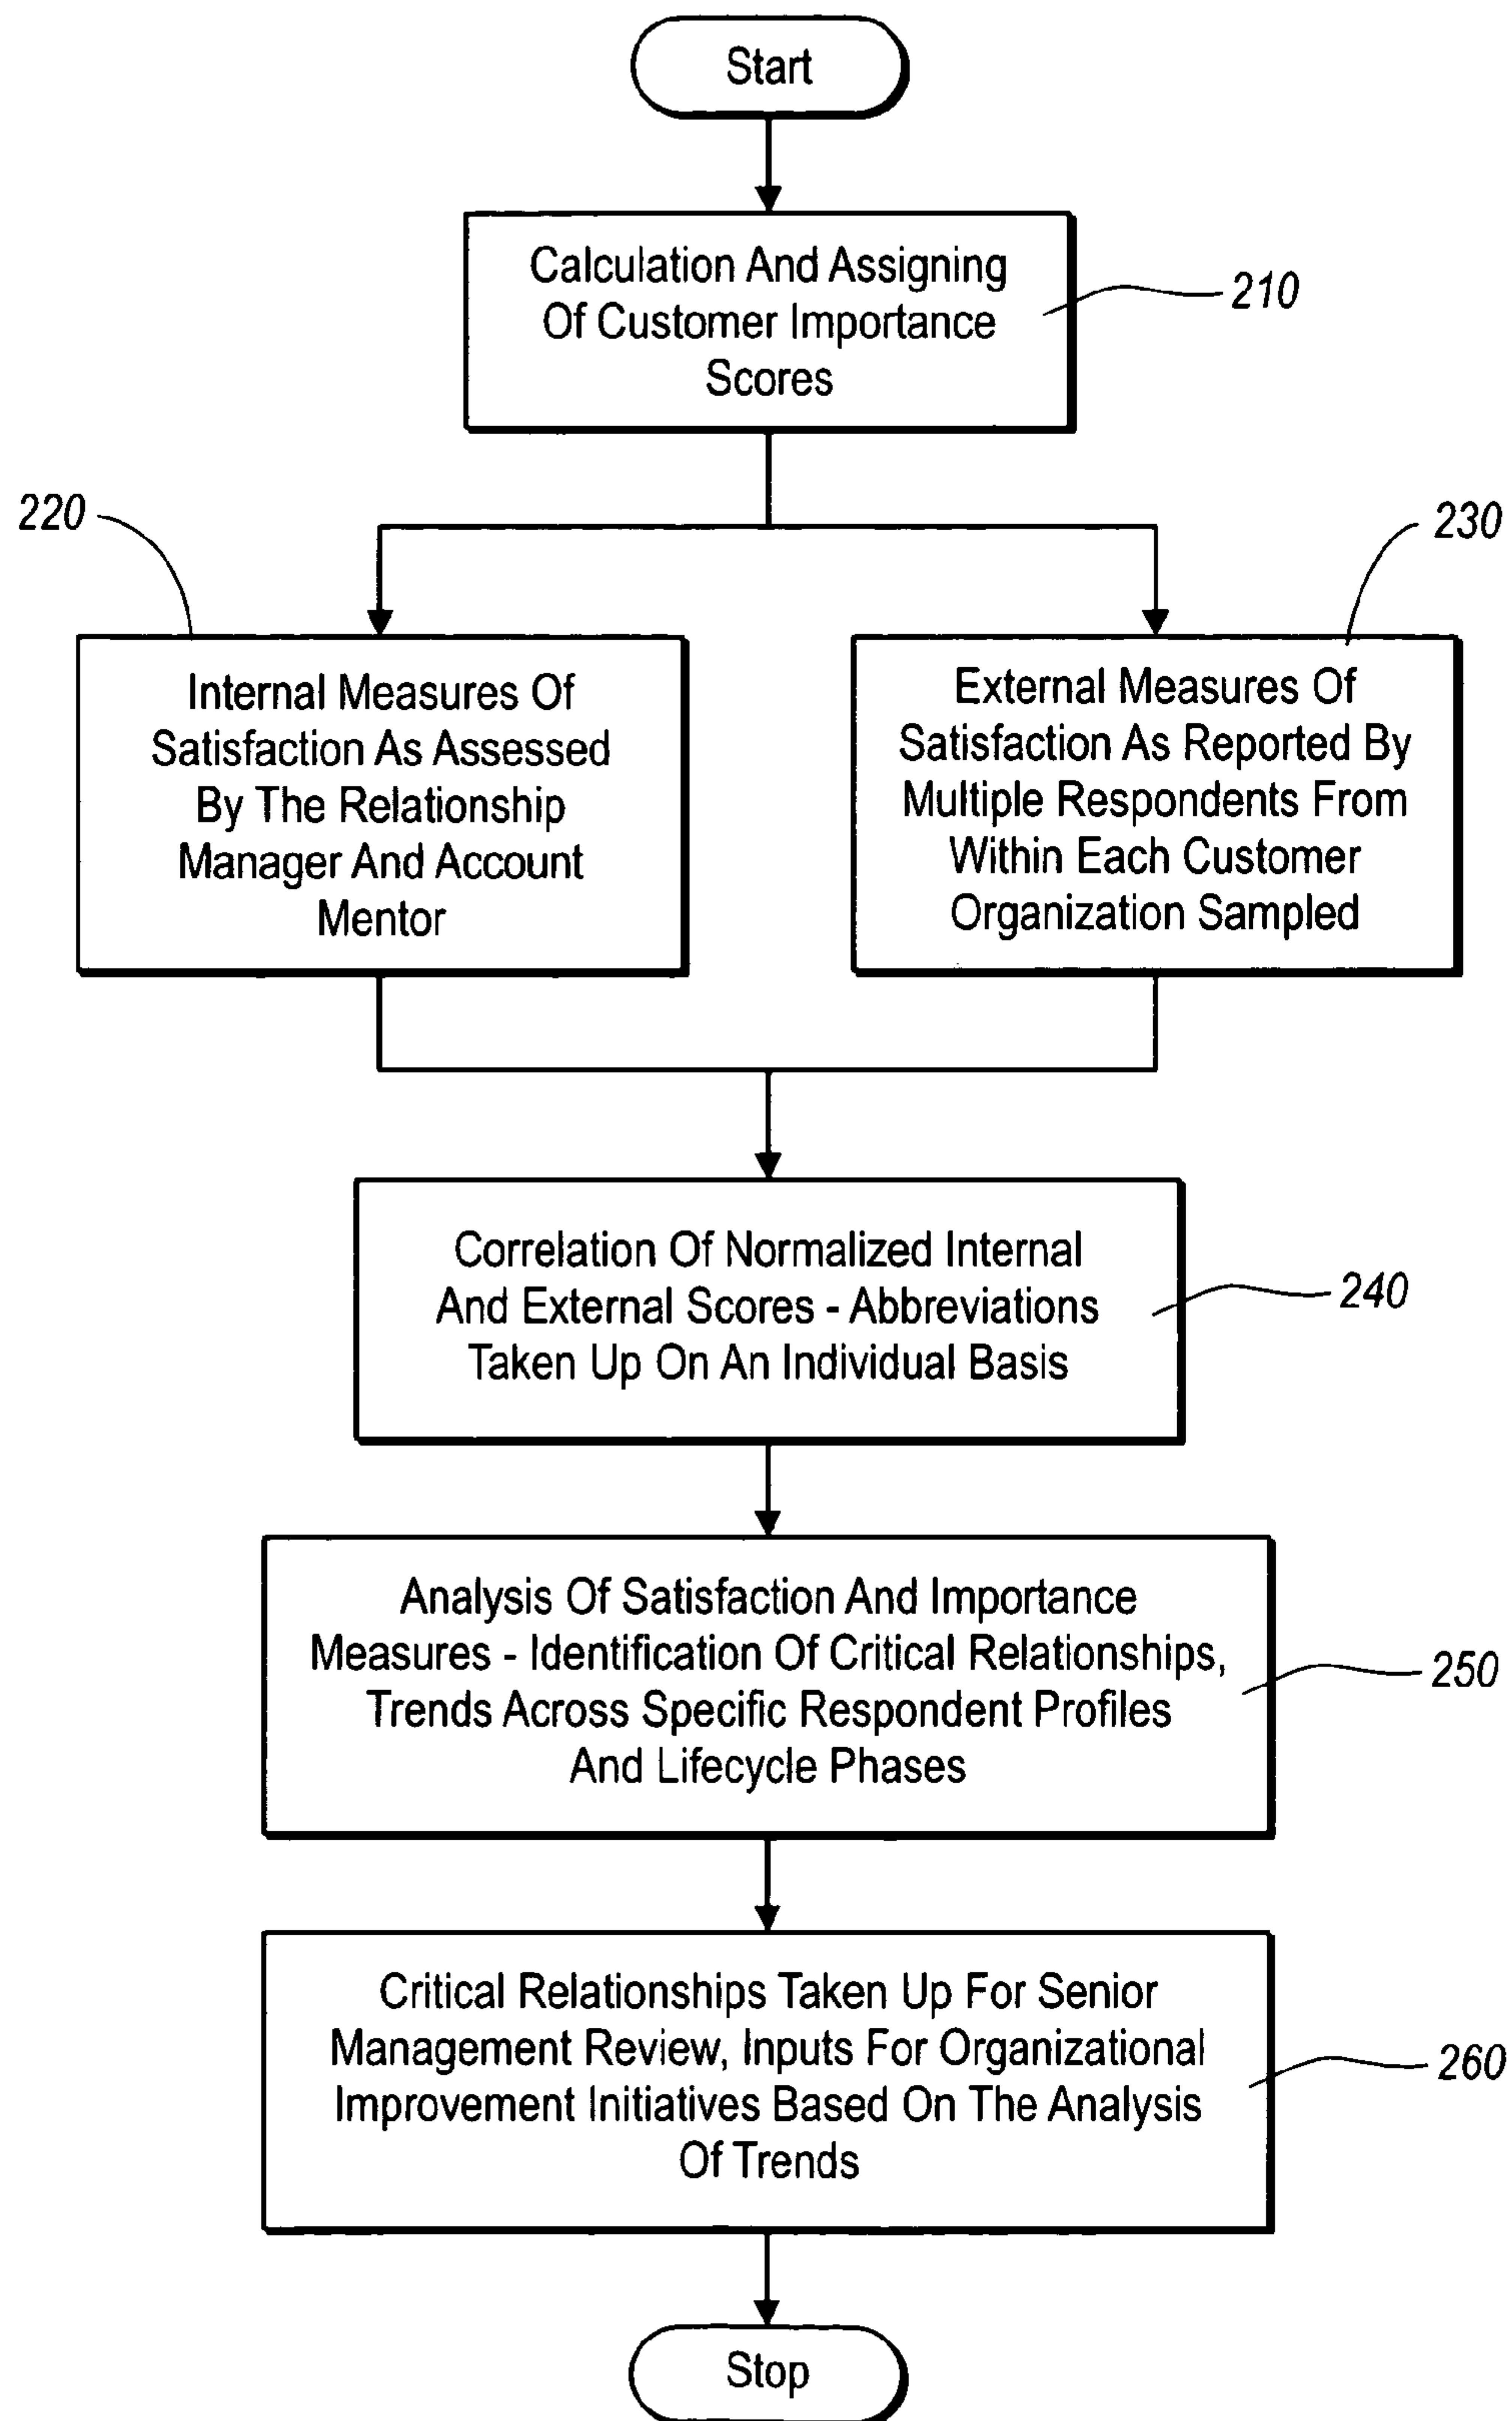 Start
Calculation And Assigning
Of Customer Importance
Scores
210
220
230
Internal Measures Of
Satisfaction As Assessed
By The Relationship
Manager And Account
Mentor
External Measures Of
Satisfaction As Reported By
Multiple Respondents From
Within Each Customer
Organization Sampled
Correlation Of Normalized Internal
And External Scores - Abbreviations
Taken Up On An Individual Basis
240
Analysis Of Satisfaction And Importance
Measures - Identification Of Critical Relationships,
Trends Across Specific Respondent Profiles
And Lifecycle Phases
250
Critical Relationships Taken Up For Senior
Management Review, Inputs For Organizational
Improvement Initiatives Based On The Analysis
Of Trends
260
Stop